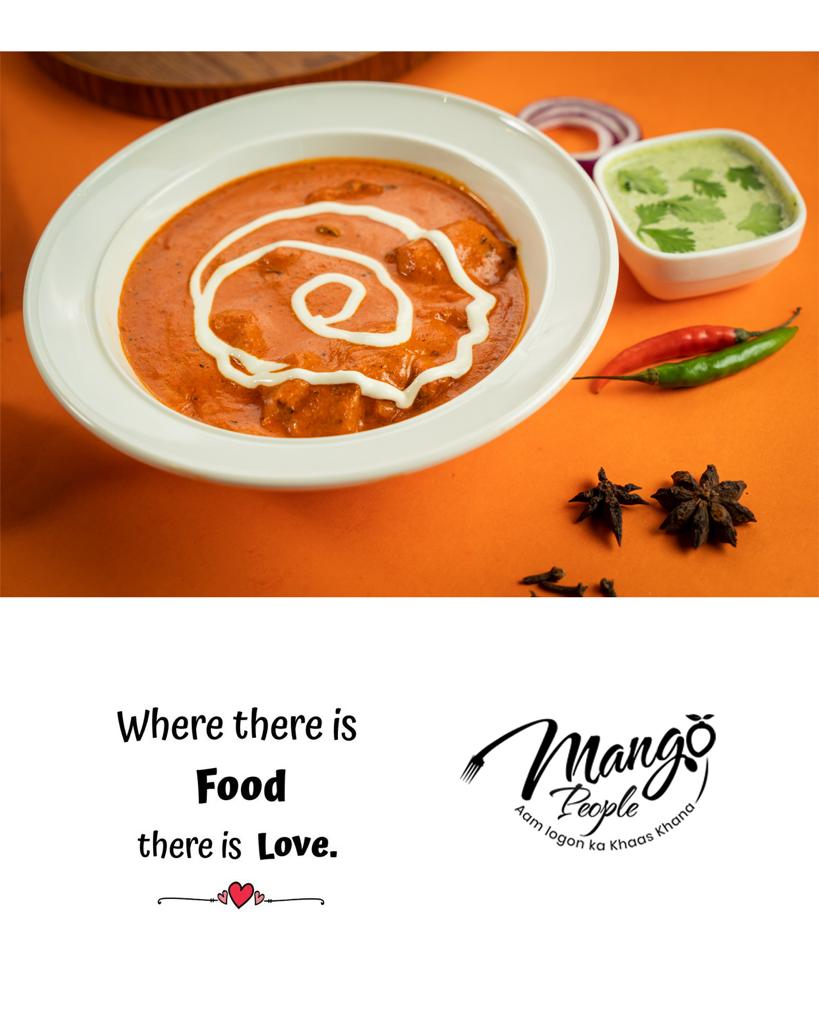 Where there is
Food
there is Love.
Mango
People
Aam logon ka Khaas Khana